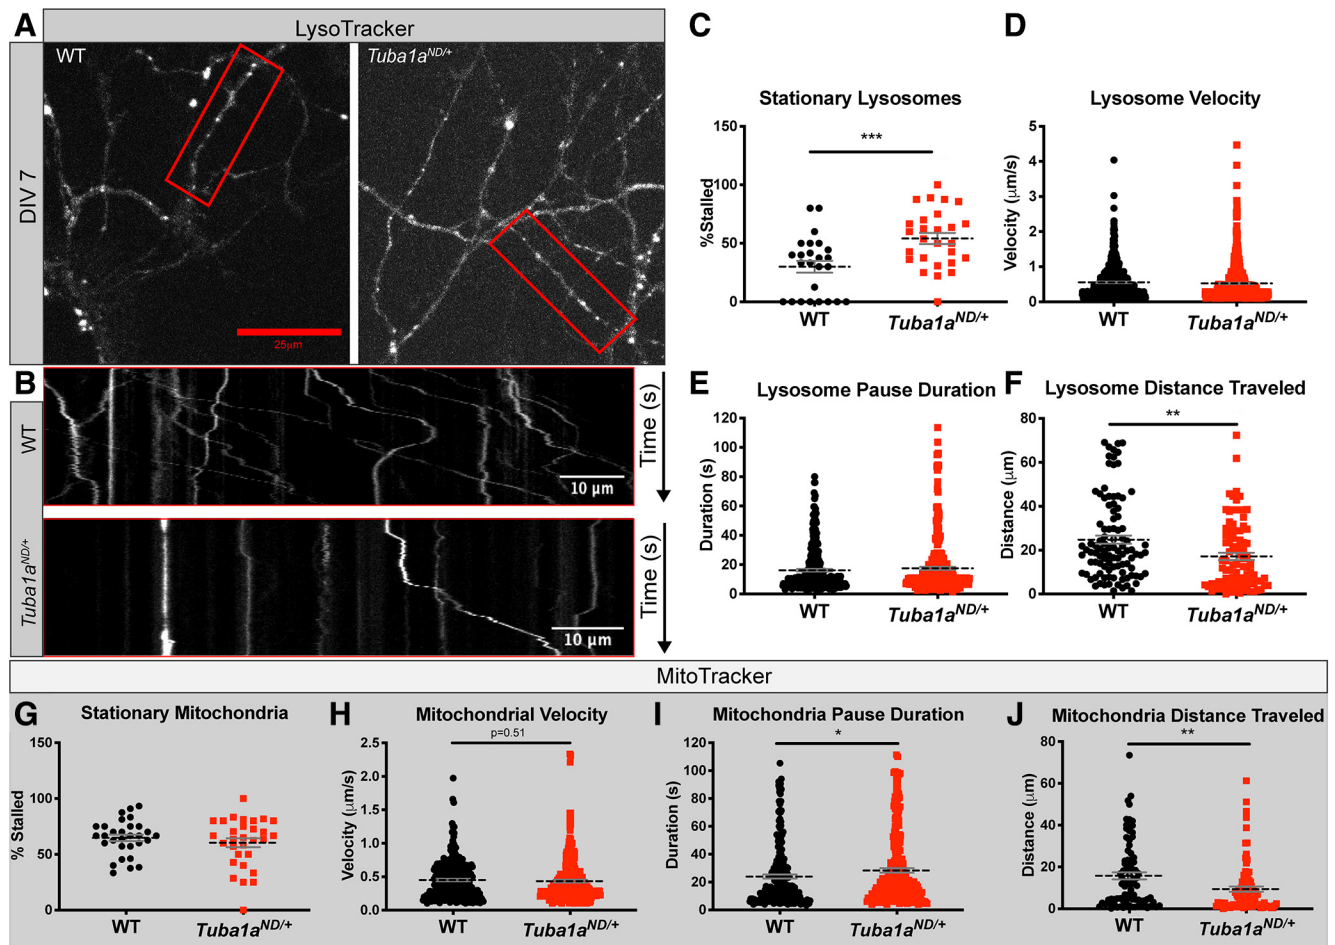 A
LysoTracker
DIV 7
WT
Tuba1a^ND/+
25μm
B
WT
Time (s)
10 μm
Tuba1a^ND/+
Time (s)
10 μm
C
Stationary Lysosomes
***
%Stalled
150
100
50
0
WT
Tuba1a^ND/+
D
Lysosome Velocity
Velocity (μm/s)
5
4
3
2
1
0
WT
Tuba1a^ND/+
E
Lysosome Pause Duration
Duration (s)
120
100
80
60
40
20
0
WT
Tuba1a^ND/+
F
Lysosome Distance Traveled
**
Distance (μm)
80
60
40
20
0
WT
Tuba1a^ND/+
MitoTracker
G
Stationary Mitochondria
% Stalled
150
100
50
0
WT
Tuba1a^ND/+
H
Mitochondrial Velocity
p=0.51
Velocity (μm/s)
2.5
2.0
1.5
1.0
0.5
0.0
WT
Tuba1a^ND/+
I
Mitochondria Pause Duration
*
Duration (s)
120
100
80
60
40
20
0
WT
Tuba1a^ND/+
J
Mitochondria Distance Traveled
**
Distance (μm)
80
60
40
20
0
WT
Tuba1a^ND/+